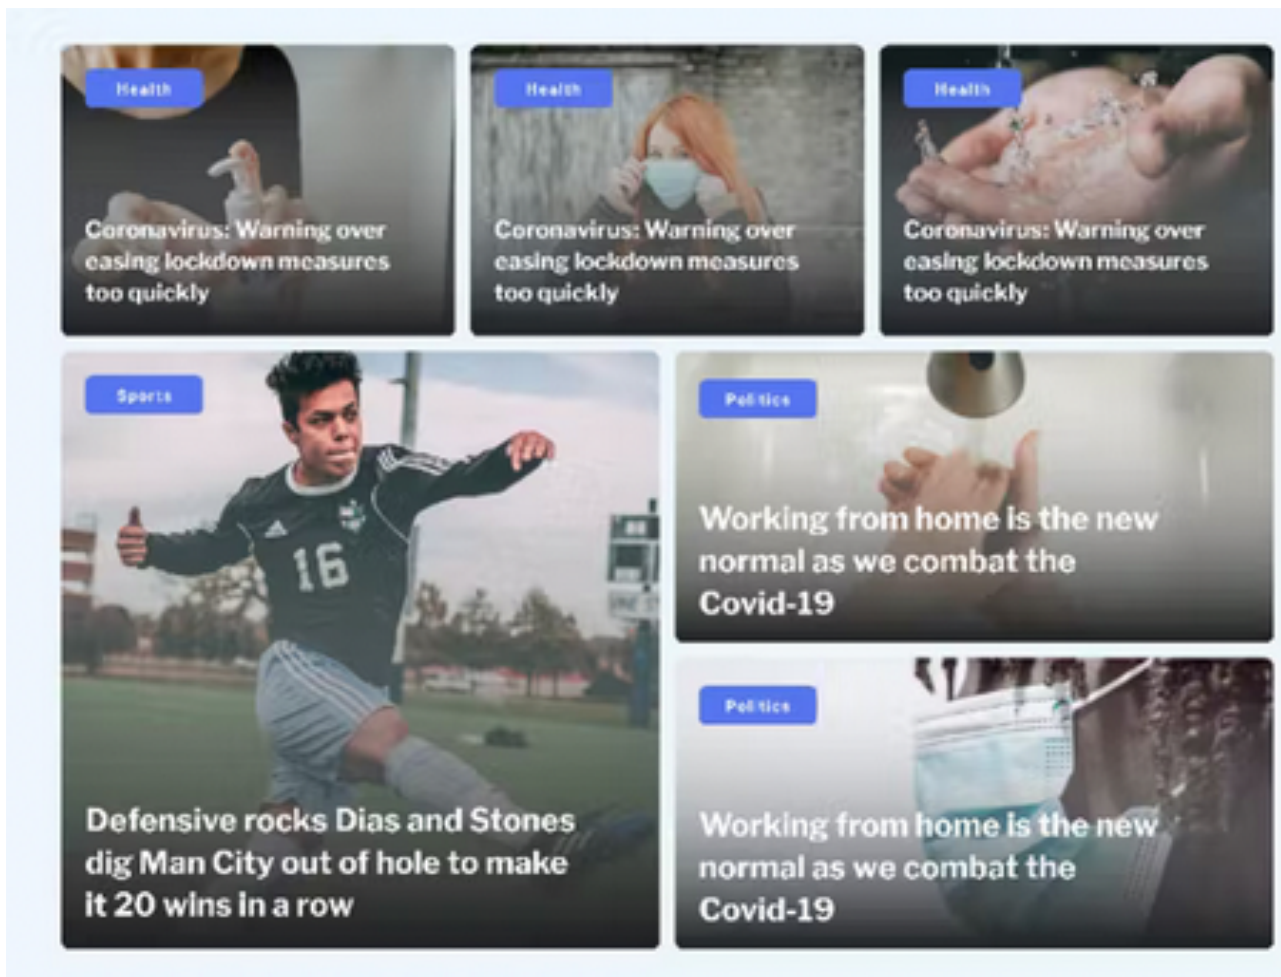 Health
Coronavirus: Warning over
easing lockdown measures
too quickly
Health
Coronavirus: Warning over
easing lockdown measures
too quickly
Health
Coronavirus: Warning over
easing lockdown measures
too quickly
Sports
16
Defensive rocks Dias and Stones
dig Man City out of hole to make
it 20 wins in a row
Politics
Working from home is the new
normal as we combat the
Covid-19
Politics
Working from home is the new
normal as we combat the
Covid-19